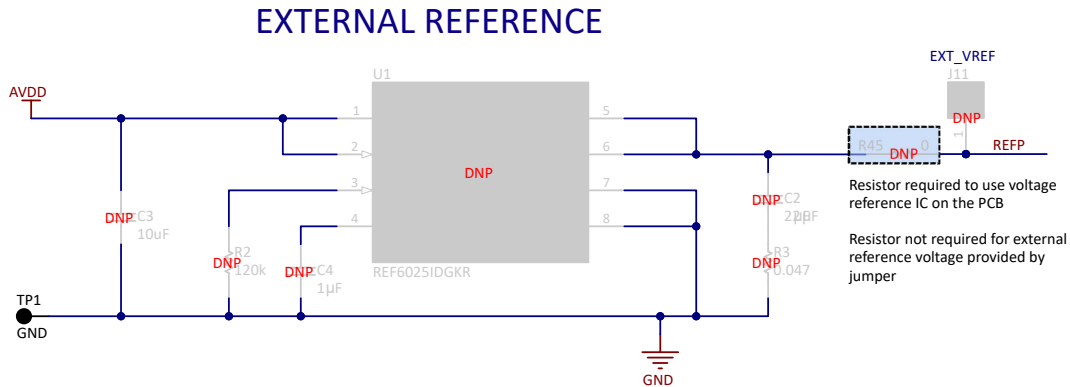 EXTERNAL REFERENCE
EXT_VREF
J11
DNP
1
AVDD
U1
1
2
3
4
5
6
7
8
DNP
REF6025IDGKR
R45
0
DNP
REFP
Resistor required to use voltage
reference IC on the PCB
Resistor not required for external
reference voltage provided by
jumper
DNP
C3
10uF
DNP
R2
120k
DNP
C4
1µF
DNP
C2
DNP
R3
0.047
TP1
GND
GND